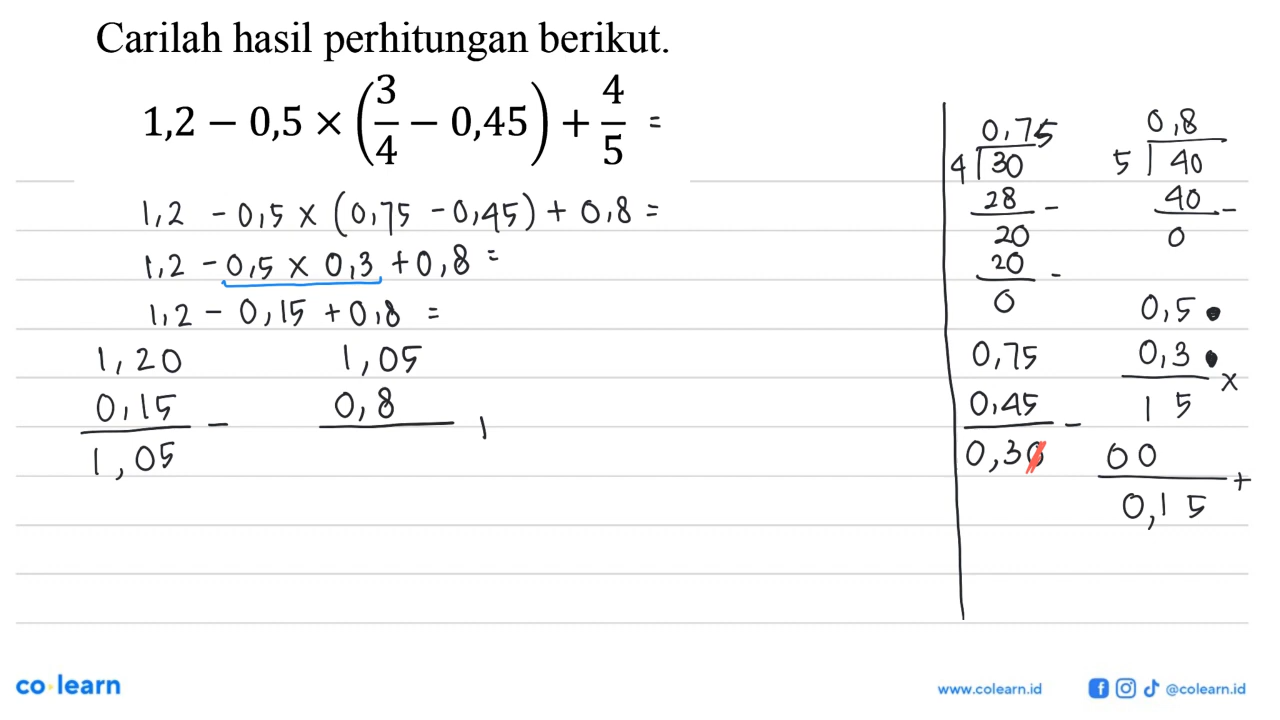 Carilah hasil perhitungan berikut.
1,2 − 0,5 × (3/4 − 0,45) + 4/5 =
1,2 - 0,5 x (0,75 - 0,45) + 0,8 =
1,2 - 0,5 x 0,3 + 0,8 =
1,2 - 0,15 + 0,8 =
1,20
0,15 -
1,05
1,05
0,8
0,75
4 30
28 -
20
20 -
0
0,8
5 40
40 -
0
0,75
0,45 -
0,30
0,5
0,3 x
15
00 +
0,15
co learn
www.colearn.id
@colearn.id